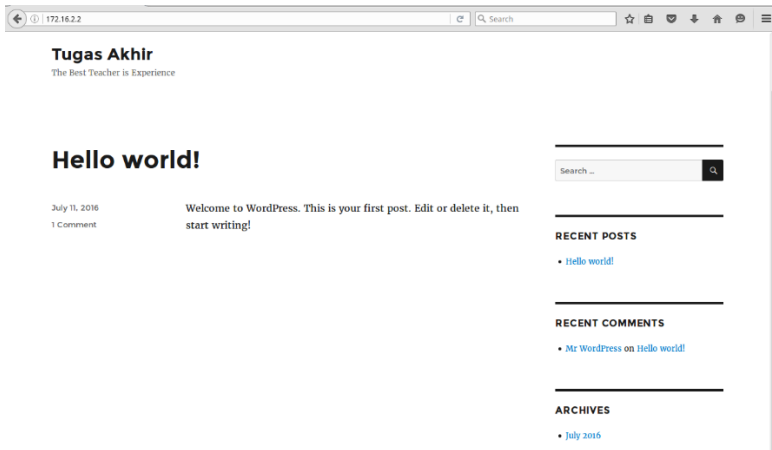 172.16.2.2
Search
Tugas Akhir
The Best Teacher is Experience
Hello world!
July 11, 2016
1 Comment
Welcome to WordPress. This is your first post. Edit or delete it, then
start writing!
Search ...
RECENT POSTS
Hello world!
RECENT COMMENTS
Mr WordPress on Hello world!
ARCHIVES
July 2016